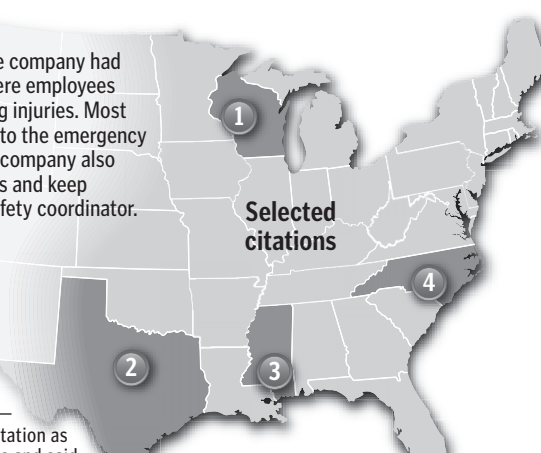 e company had
ere employees
g injuries. Most
to the emergency
company also
s and keep
fety coordinator.
Selected
citations
1
2
3
4
tation as